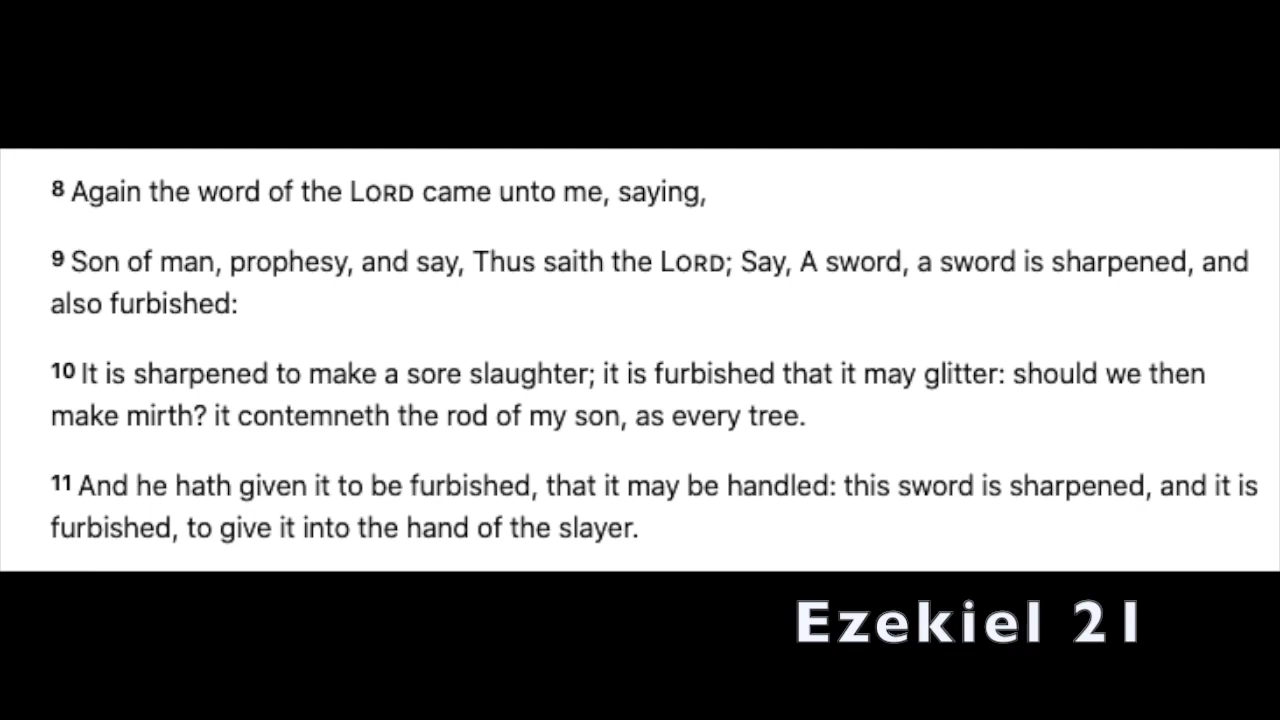 8 Again the word of the LORD came unto me, saying,
9 Son of man, prophesy, and say, Thus saith the LORD; Say, A sword, a sword is sharpened, and
also furbished:
10 It is sharpened to make a sore slaughter; it is furbished that it may glitter: should we then
make mirth? it contemneth the rod of my son, as every tree.
11 And he hath given it to be furbished, that it may be handled: this sword is sharpened, and it is
furbished, to give it into the hand of the slayer.
Ezekiel 21